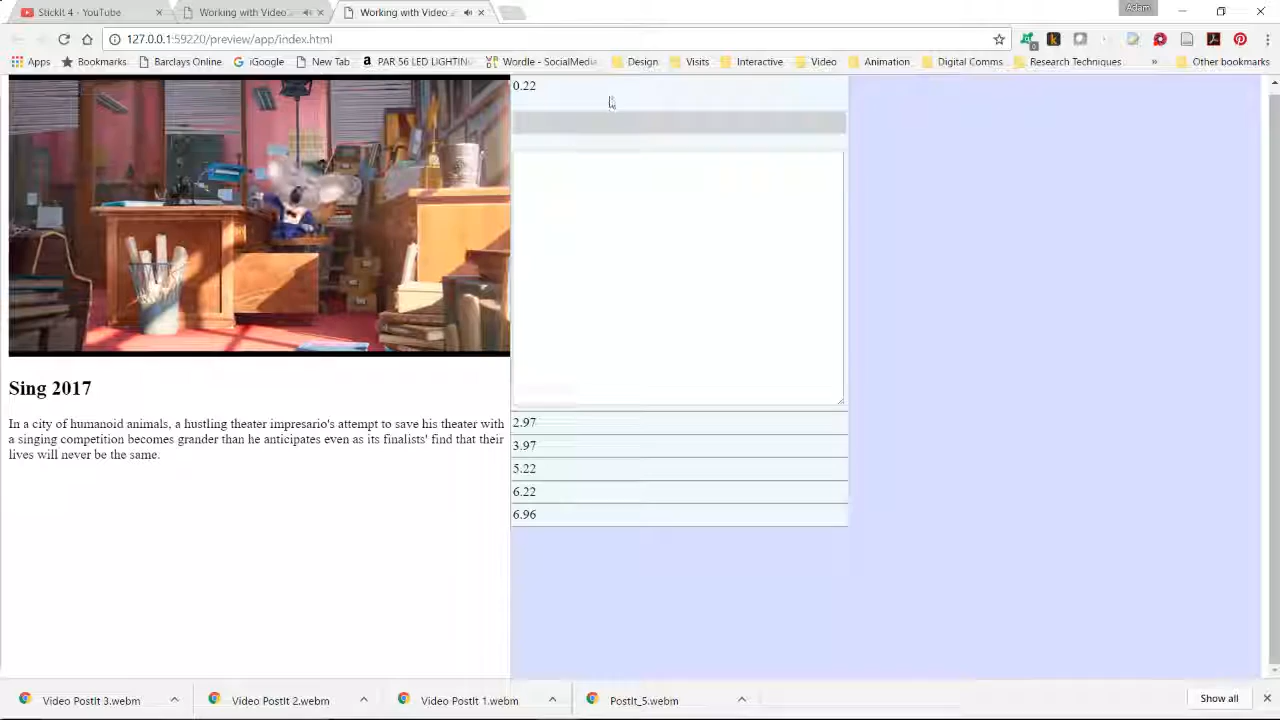 StickIt 4 - YouTube
Working with Video
Working with Video
Adam
127.0.0.1:59220/preview/app/index.html
Apps Bookmarks Barclays Online iGoogle New Tab PAR 56 LED LIGHTIN Wordle - SocialMedia Design Visits Interactive Video Animation Digital Comms Research Techniques » Other bookmarks
0.22
2.97
3.97
5.22
6.22
6.96
Sing 2017
In a city of humanoid animals, a hustling theater impresario's attempt to save his theater with
a singing competition becomes grander than he anticipates even as its finalists' find that their
lives will never be the same.
Video PostIt 3.webm Video PostIt 2.webm Video PostIt 1.webm PostIt_5.webm Show all